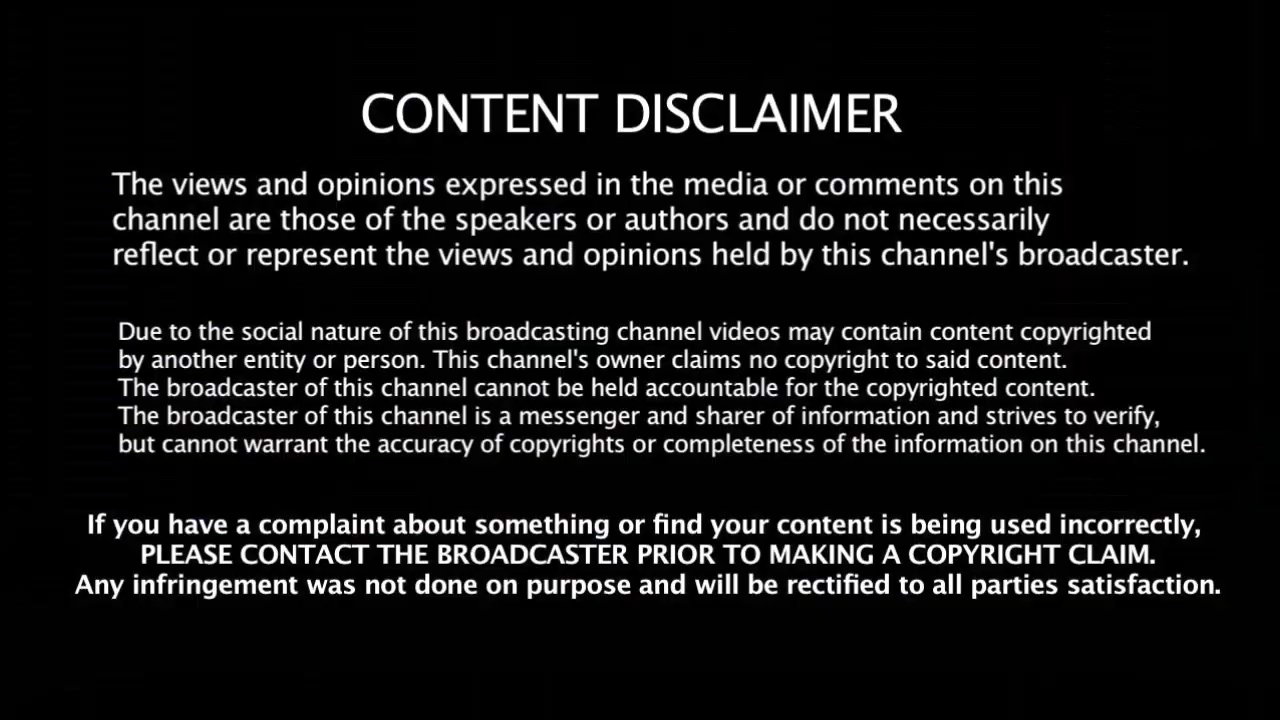 CONTENT DISCLAIMER
The views and opinions expressed in the media or comments on this
channel are those of the speakers or authors and do not necessarily
reflect or represent the views and opinions held by this channel's broadcaster.
Due to the social nature of this broadcasting channel videos may contain content copyrighted
by another entity or person. This channel's owner claims no copyright to said content.
The broadcaster of this channel cannot be held accountable for the copyrighted content.
The broadcaster of this channel is a messenger and sharer of information and strives to verify,
but cannot warrant the accuracy of copyrights or completeness of the information on this channel.
If you have a complaint about something or find your content is being used incorrectly,
PLEASE CONTACT THE BROADCASTER PRIOR TO MAKING A COPYRIGHT CLAIM.
Any infringement was not done on purpose and will be rectified to all parties satisfaction.